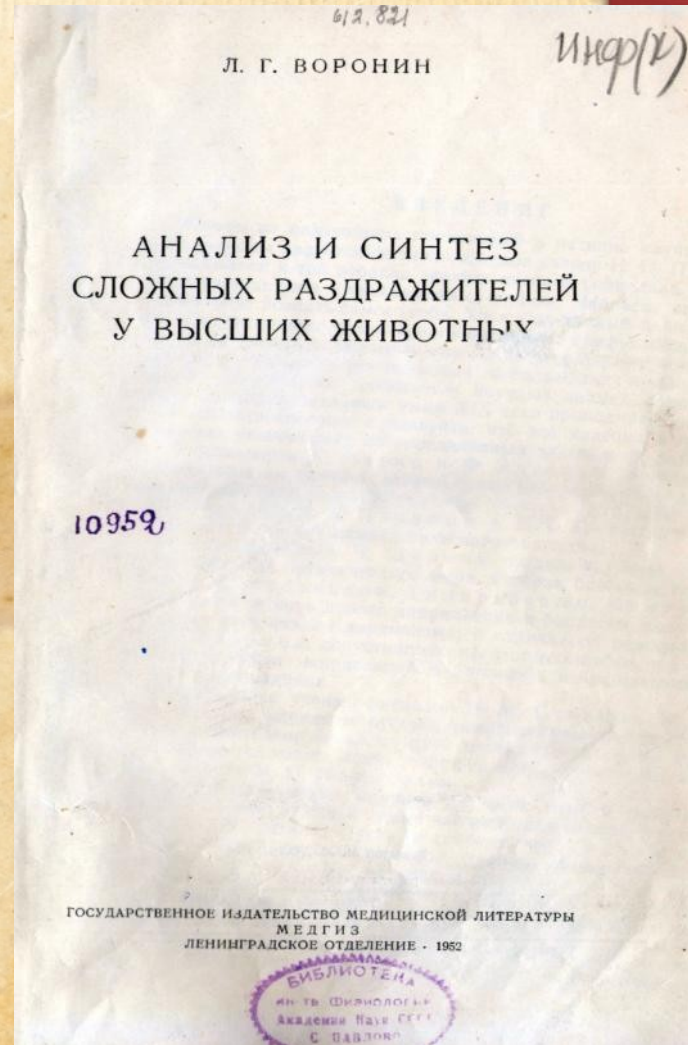 612.821
Инф(х)
Л. Г. ВОРОНИН
АНАЛИЗ И СИНТЕЗ
СЛОЖНЫХ РАЗДРАЖИТЕЛЕЙ
У ВЫСШИХ ЖИВОТНЫХ
10952
ГОСУДАРСТВЕННОЕ ИЗДАТЕЛЬСТВО МЕДИЦИНСКОЙ ЛИТЕРАТУРЫ
МЕДГИЗ
ЛЕНИНГРАДСКОЕ ОТДЕЛЕНИЕ · 1952
БИБЛИОТЕКА
Академии Наук СССР